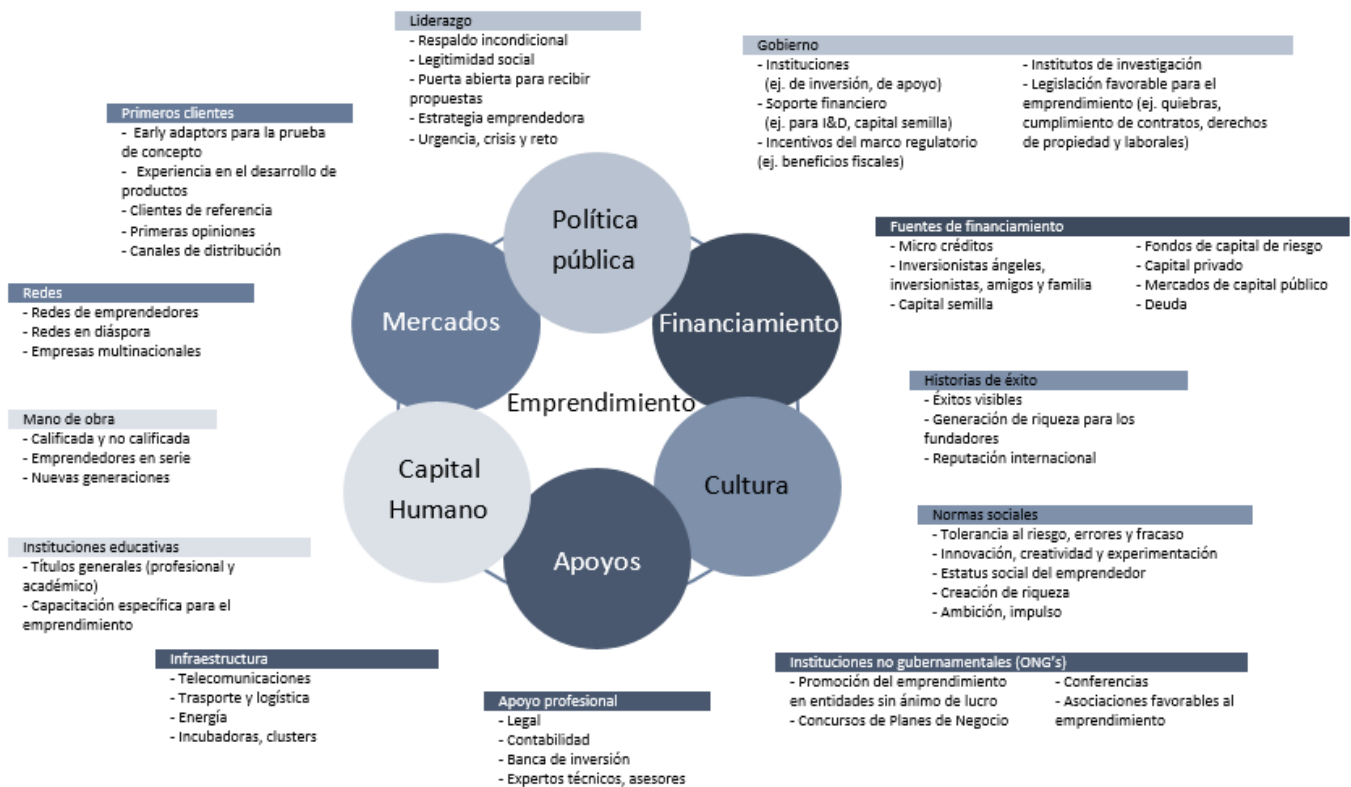 Liderazgo
- Respaldo incondicional
- Legitimidad social
- Puerta abierta para recibir
propuestas
- Estrategia emprendedora
- Urgencia, crisis y reto
Gobierno
- Instituciones
(ej. de inversión, de apoyo)
- Soporte financiero
(ej. para I&D, capital semilla)
- Incentivos del marco regulatorio
(ej. beneficios fiscales)
- Institutos de investigación
- Legislación favorable para el
emprendimiento (ej. quiebras,
cumplimiento de contratos, derechos
de propiedad y laborales)
Primeros clientes
- Early adaptors para la prueba
de concepto
- Experiencia en el desarrollo de
productos
- Clientes de referencia
- Primeras opiniones
- Canales de distribución
Política
pública
Fuentes de financiamiento
- Micro créditos
- Inversionistas ángeles,
inversionistas, amigos y familia
- Capital semilla
- Fondos de capital de riesgo
- Capital privado
- Mercados de capital público
- Deuda
Redes
- Redes de emprendedores
- Redes en diáspora
- Empresas multinacionales
Mercados
Financiamiento
Emprendimiento
Historias de éxito
- Éxitos visibles
- Generación de riqueza para los
fundadores
- Reputación internacional
Mano de obra
- Calificada y no calificada
- Emprendedores en serie
- Nuevas generaciones
Capital
Humano
Cultura
Apoyos
Normas sociales
- Tolerancia al riesgo, errores y fracaso
- Innovación, creatividad y experimentación
- Estatus social del emprendedor
- Creación de riqueza
- Ambición, impulso
Instituciones educativas
- Títulos generales (profesional y
académico)
- Capacitación específica para el
emprendimiento
Infraestructura
- Telecomunicaciones
- Trasporte y logística
- Energía
- Incubadoras, clusters
Apoyo profesional
- Legal
- Contabilidad
- Banca de inversión
- Expertos técnicos, asesores
Instituciones no gubernamentales (ONG's)
- Promoción del emprendimiento
en entidades sin ánimo de lucro
- Concursos de Planes de Negocio
- Conferencias
- Asociaciones favorables al
emprendimiento